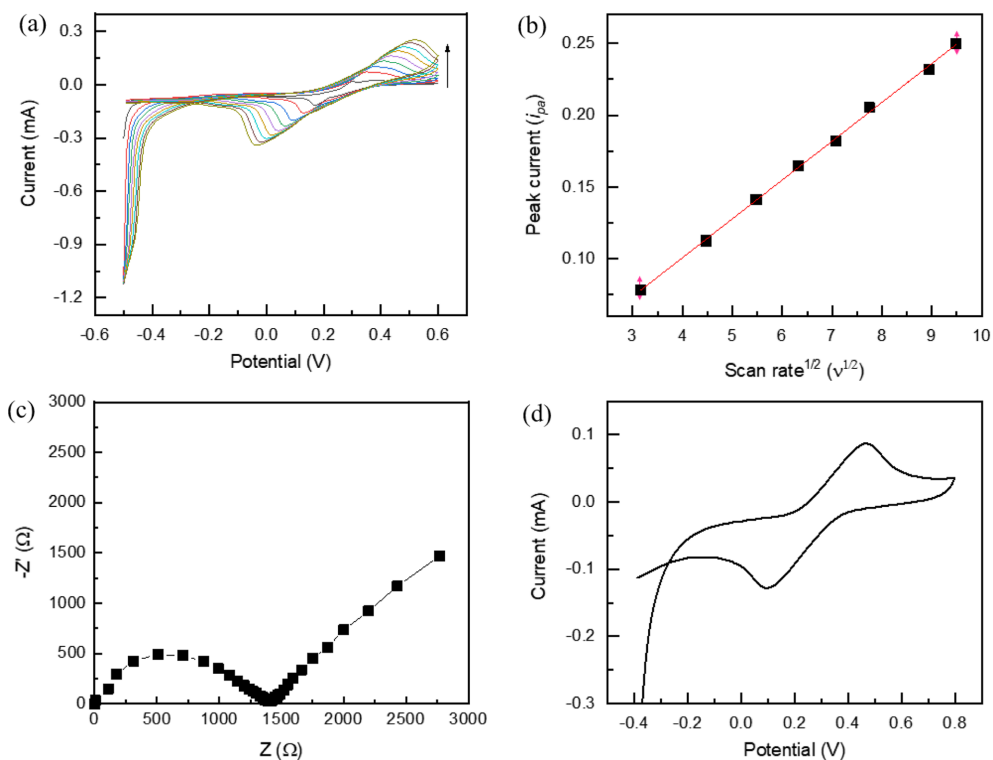 (a)
0.3
0.0
-0.3
-0.6
-0.9
-1.2
Current (mA)
-0.6 -0.4 -0.2 0.0 0.2 0.4 0.6
Potential (V)
(b)
0.25
0.20
0.15
0.10
Peak current (i_pa)
3 4 5 6 7 8 9 10
Scan rate^1/2 (ν^1/2)
(c)
3000
2500
2000
1500
1000
500
0
-Z' (Ω)
0 500 1000 1500 2000 2500 3000
Z (Ω)
(d)
0.1
0.0
-0.1
-0.2
-0.3
Current (mA)
-0.4 -0.2 0.0 0.2 0.4 0.6 0.8
Potential (V)